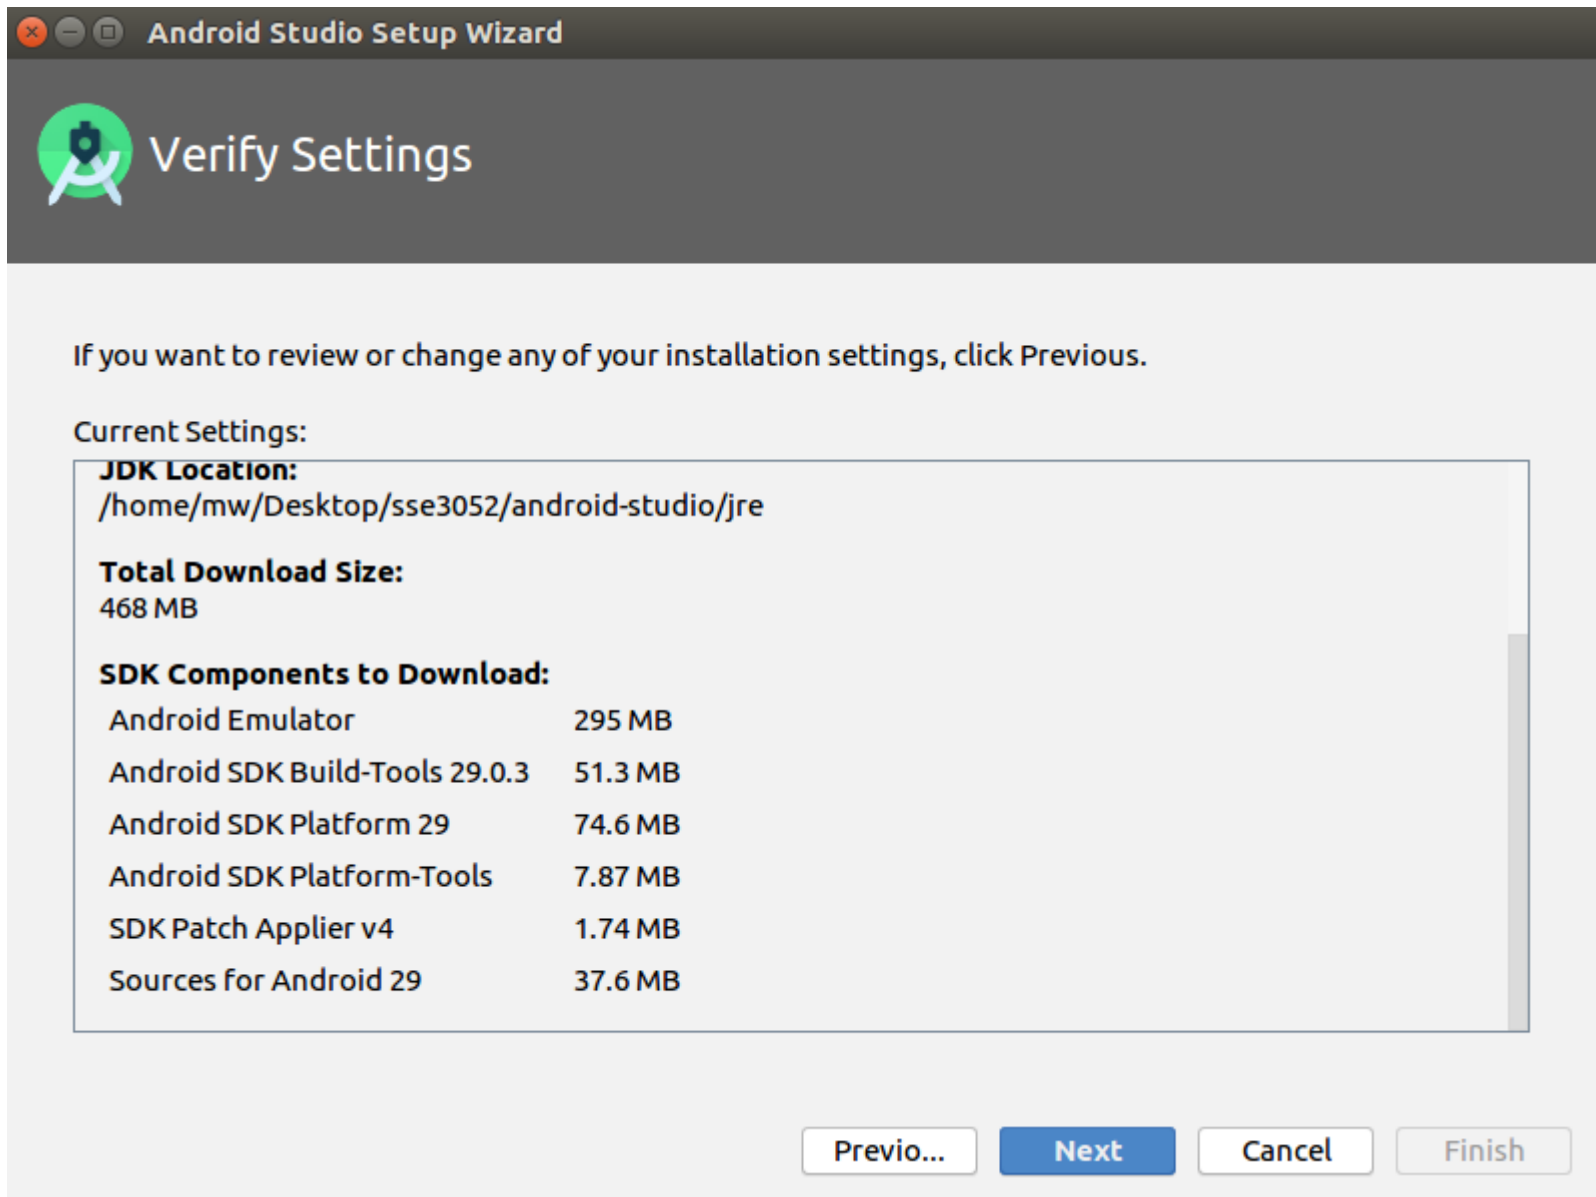 Android Studio Setup Wizard
Verify Settings
If you want to review or change any of your installation settings, click Previous.
Current Settings:
JDK Location:
/home/mw/Desktop/sse3052/android-studio/jre
Total Download Size:
468 MB
SDK Components to Download:
Android Emulator 295 MB
Android SDK Build-Tools 29.0.3 51.3 MB
Android SDK Platform 29 74.6 MB
Android SDK Platform-Tools 7.87 MB
SDK Patch Applier v4 1.74 MB
Sources for Android 29 37.6 MB
Previo... Next Cancel Finish